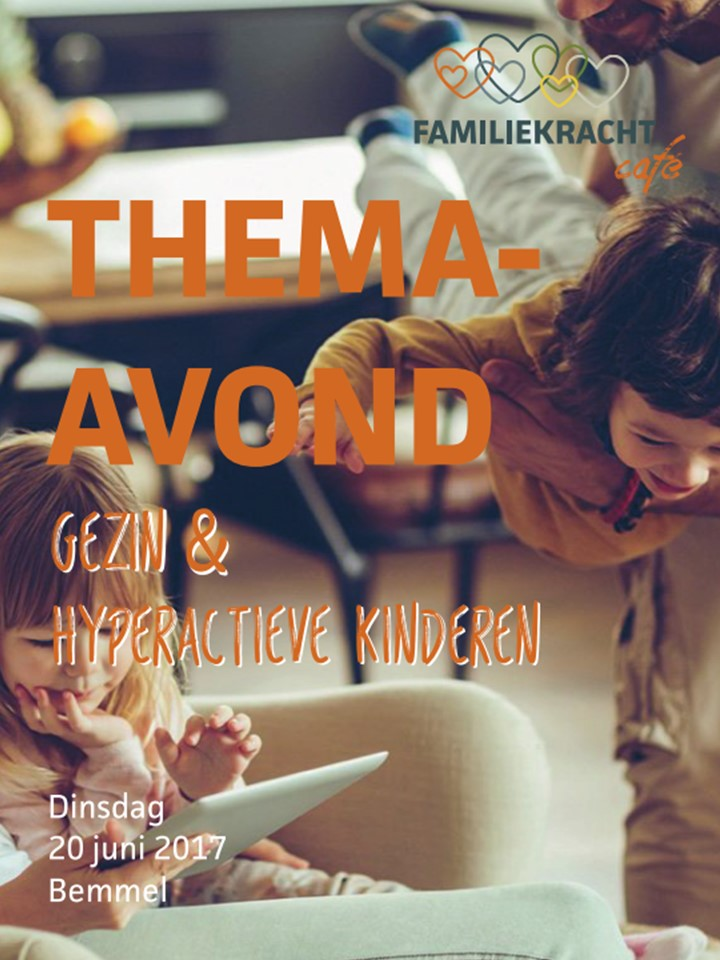 FAMILIEKRACHT
café
THEMA-
AVOND
GEZIN &
HYPERACTIEVE KINDEREN
Dinsdag
20 juni 2017
Bemmel